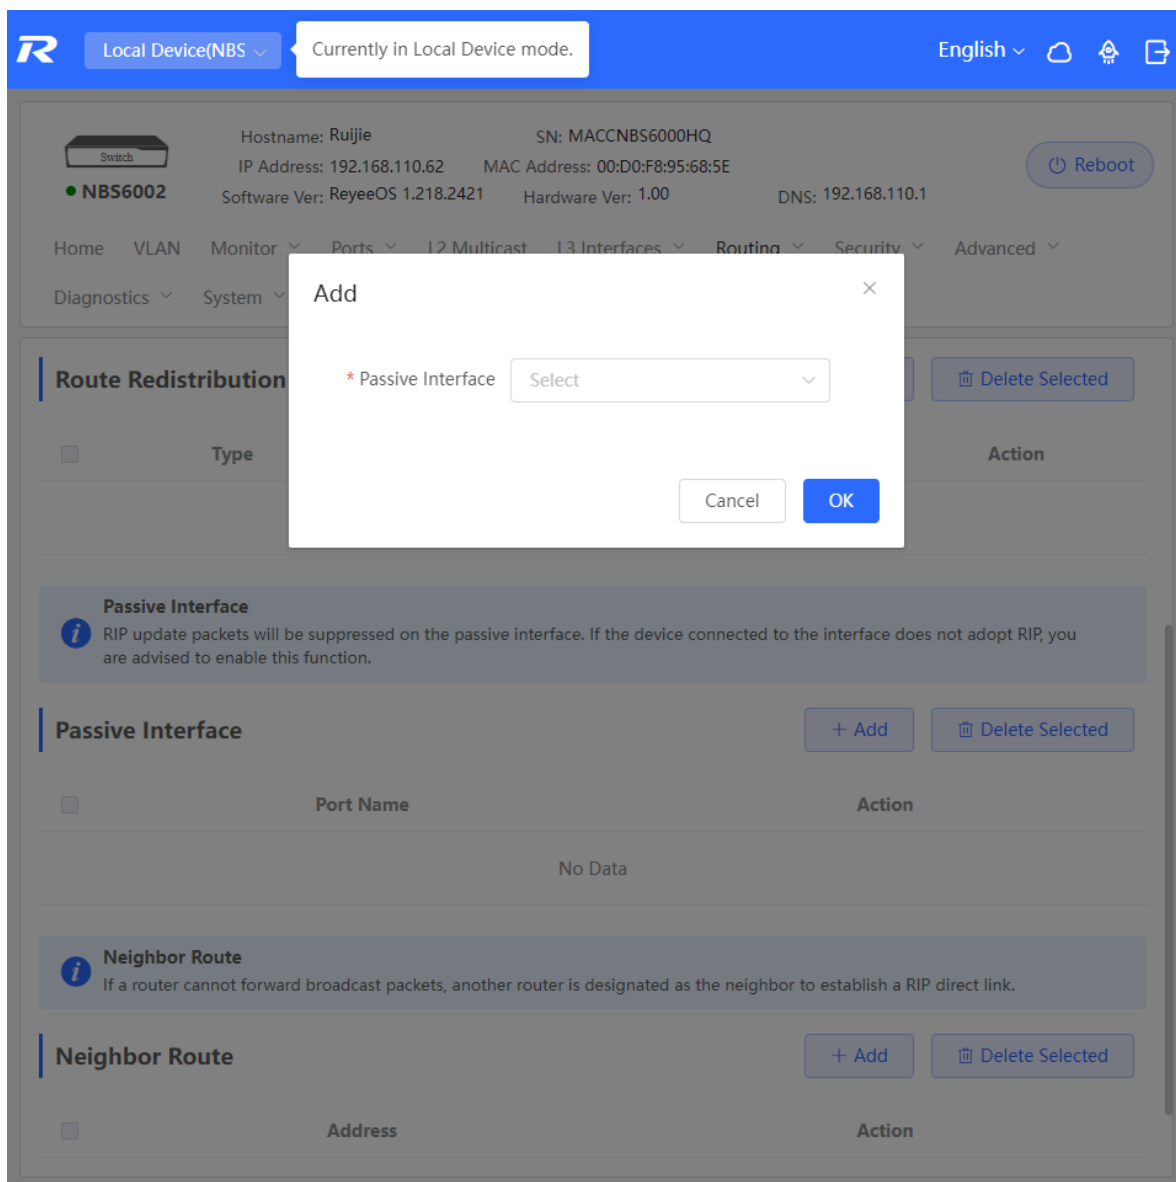 Local Device(NBS
Currently in Local Device mode.
English
Switch
NBS6002
Hostname: Ruijie
SN: MACCNBS6000HQ
IP Address: 192.168.110.62
MAC Address: 00:D0:F8:95:68:5E
Software Ver: ReyeeOS 1.218.2421
Hardware Ver: 1.00
DNS: 192.168.110.1
Reboot
Home VLAN Monitor Ports L2 Multicast L3 Interfaces Routing Security Advanced
Diagnostics System
Add
* Passive Interface Select
Cancel OK
Route Redistribution
Delete Selected
Type Action
Passive Interface
RIP update packets will be suppressed on the passive interface. If the device connected to the interface does not adopt RIP, you
are advised to enable this function.
Passive Interface
+ Add Delete Selected
Port Name Action
No Data
Neighbor Route
If a router cannot forward broadcast packets, another router is designated as the neighbor to establish a RIP direct link.
Neighbor Route
+ Add Delete Selected
Address Action